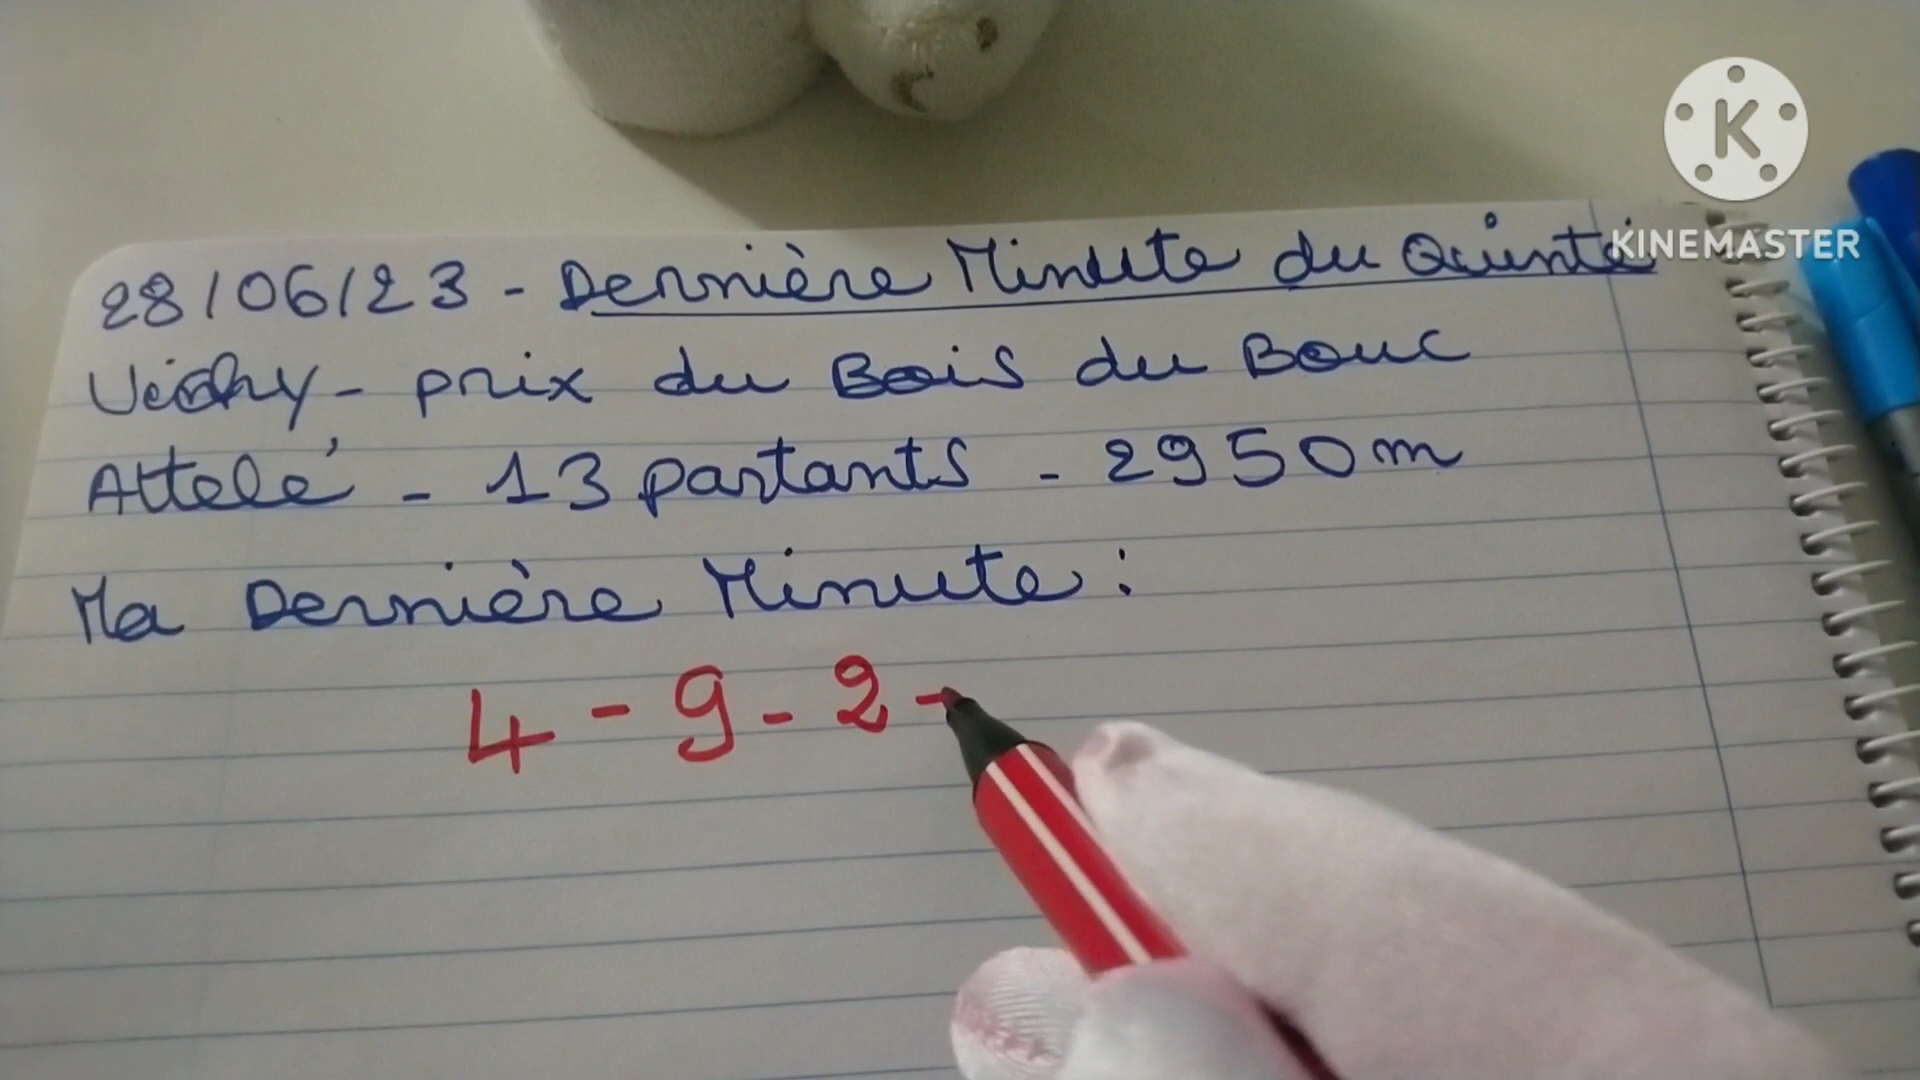 K
KINEMASTER
28/06/23 - Dernière Minute du Quinté
Vichy - prix du Bois du Bouc
Attelé - 13 partants - 2950m
Ma Dernière Minute :
4 - 9 - 2 -